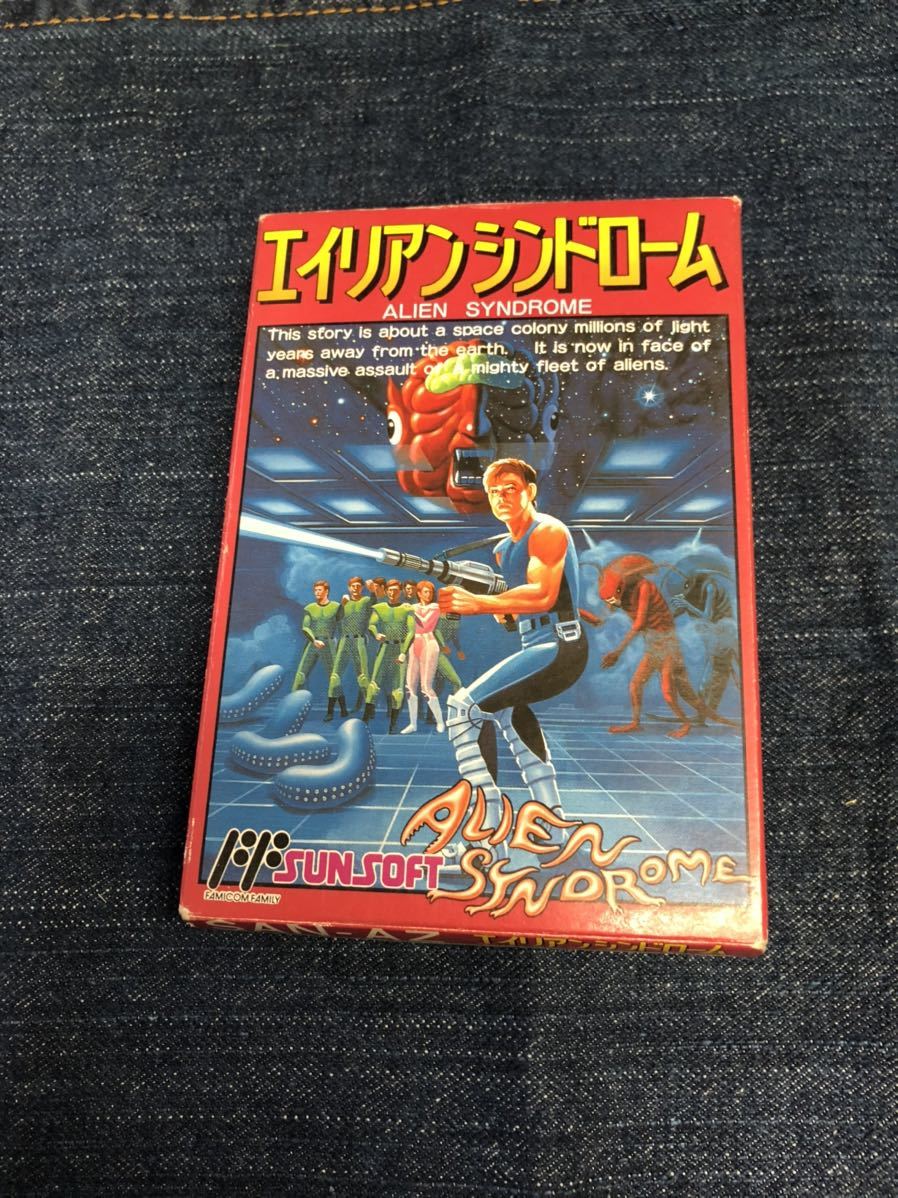 エイリアンシンドローム
ALIEN SYNDROME
This story is about a space colony millions of light
years away from the earth. It is now in face of
a massive assault of a mighty fleet of aliens.
ALIEN
SYNDROME
SUNSOFT
FAMICOM FAMILY
SAN-AZ エイリアンシンドローム